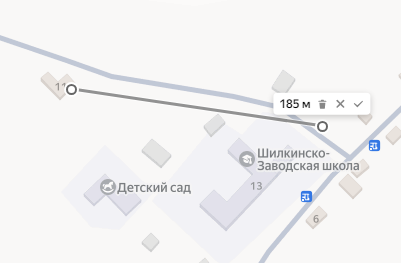 185 м
11
Шилкинско-
Заводская школа
13
Детский сад
6